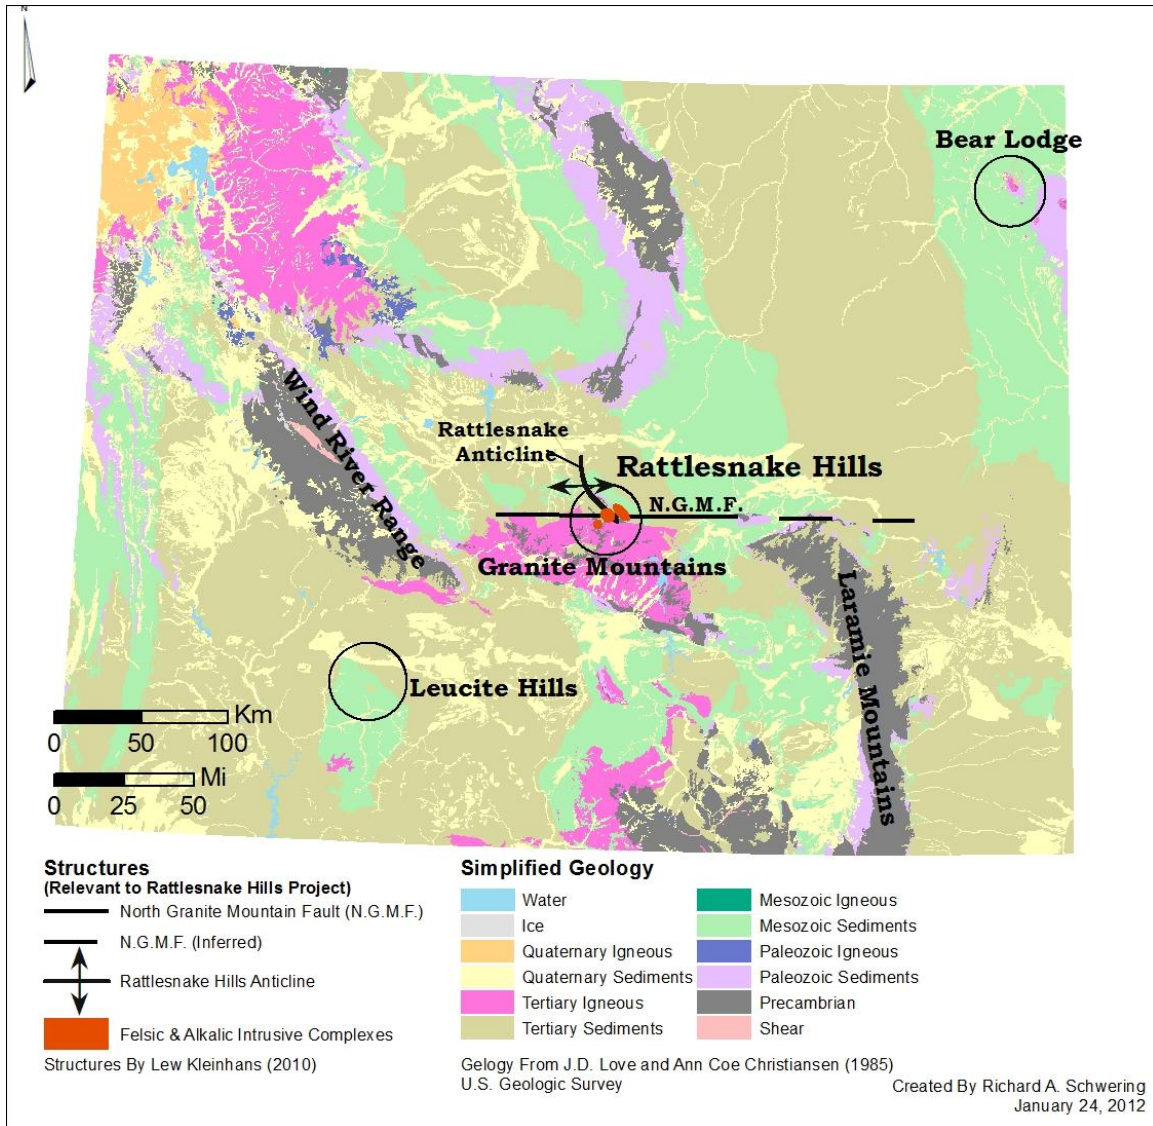 N
Bear Lodge
Wind River Range
Rattlesnake
Anticline
Rattlesnake Hills
N.G.M.F.
Granite Mountains
Laramie Mountains
Leucite Hills
Km
0 50 100
Mi
0 25 50
Structures
(Relevant to Rattlesnake Hills Project)
North Granite Mountain Fault (N.G.M.F.)
N.G.M.F. (Inferred)
Rattlesnake Hills Anticline
Felsic & Alkalic Intrusive Complexes
Structures By Lew Kleinhans (2010)
Simplified Geology
Water
Ice
Quaternary Igneous
Quaternary Sediments
Tertiary Igneous
Tertiary Sediments
Mesozoic Igneous
Mesozoic Sediments
Paleozoic Igneous
Paleozoic Sediments
Precambrian
Shear
Gelogy From J.D. Love and Ann Coe Christiansen (1985)
U.S. Geologic Survey
Created By Richard A. Schwering
January 24, 2012